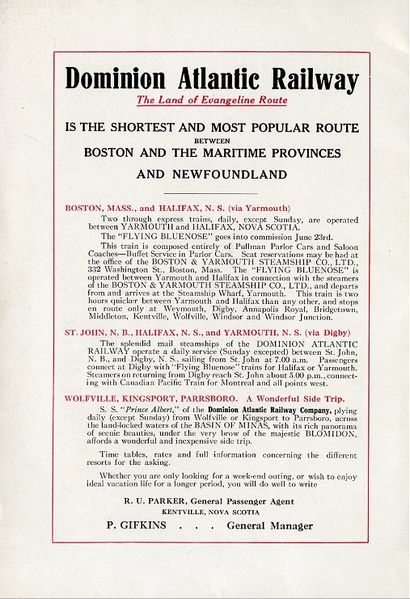 Dominion Atlantic Railway
The Land of Evangeline Route
IS THE SHORTEST AND MOST POPULAR ROUTE
BETWEEN
BOSTON AND THE MARITIME PROVINCES
AND NEWFOUNDLAND
BOSTON, MASS., and HALIFAX, N. S. (via Yarmouth)
Two through express trains, daily, except Sunday, are operated
between YARMOUTH and HALIFAX, NOVA SCOTIA.
The "FLYING BLUENOSE" goes into commission June 23rd.
This train is composed entirely of Pullman Parlor Cars and Saloon
Coaches—Buffet Service in Parlor Cars. Seat reservations may be had at
the office of the BOSTON & YARMOUTH STEAMSHIP CO., LTD.,
332 Washington St., Boston, Mass. The "FLYING BLUENOSE" is
operated between Yarmouth and Halifax in connection with the steamers
of the BOSTON & YARMOUTH STEAMSHIP CO., LTD., and departs
from and arrives at the Steamship Wharf, Yarmouth. This train is two
hours quicker between Yarmouth and Halifax than any other, and stops
en route only at Weymouth, Digby, Annapolis Royal, Bridgetown,
Middleton, Kentville, Wolfville, Windsor and Windsor Junction.
ST. JOHN, N. B., HALIFAX, N. S., and YARMOUTH, N. S. (via Digby)
The splendid mail steamships of the DOMINION ATLANTIC
RAILWAY operate a daily service (Sunday excepted) between St. John,
N. B., and Digby, N. S., sailing from St. John at 7.00 a.m. Passengers
connect at Digby with "Flying Bluenose" trains for Halifax or Yarmouth.
Steamers on returning from Digby reach St. John about 5.00 p.m., connect-
ing with Canadian Pacific Train for Montreal and all points west.
WOLFVILLE, KINGSPORT, PARRSBORO. A Wonderful Side Trip.
S. S. "Prince Albert," of the Dominion Atlantic Railway Company, plying
daily (except Sunday) from Wolfville or Kingsport to Parrsboro, across
the land-locked waters of the BASIN OF MINAS, with its rich panorama
of scenic beauties, under the very brow of the majestic BLOMIDON,
affords a wonderful and inexpensive side trip.
Time tables, rates and full information concerning the different
resorts for the asking.
Whether you are only looking for a week-end outing, or wish to enjoy
ideal vacation life for a longer period, you will do well to write
R. U. PARKER, General Passenger Agent
KENTVILLE, NOVA SCOTIA
P. GIFKINS . . . General Manager